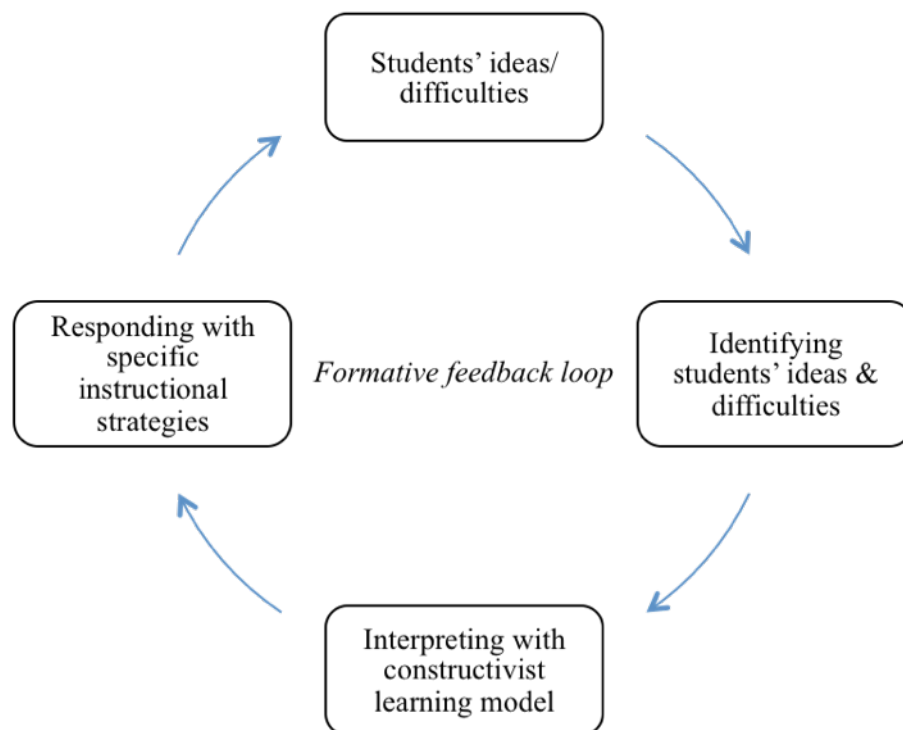 Students’ ideas/
difficulties
Responding with
specific
instructional
strategies
Formative feedback loop
Identifying
students’ ideas &
difficulties
Interpreting with
constructivist
learning model